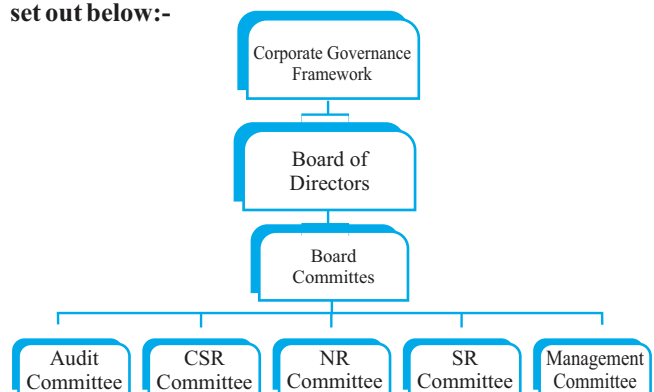 set out below:-
Corporate Governance
Framework
Board of
Directors
Board
Committes
Audit
Committee
CSR
Committee
NR
Committee
SR
Committee
Management
Committee